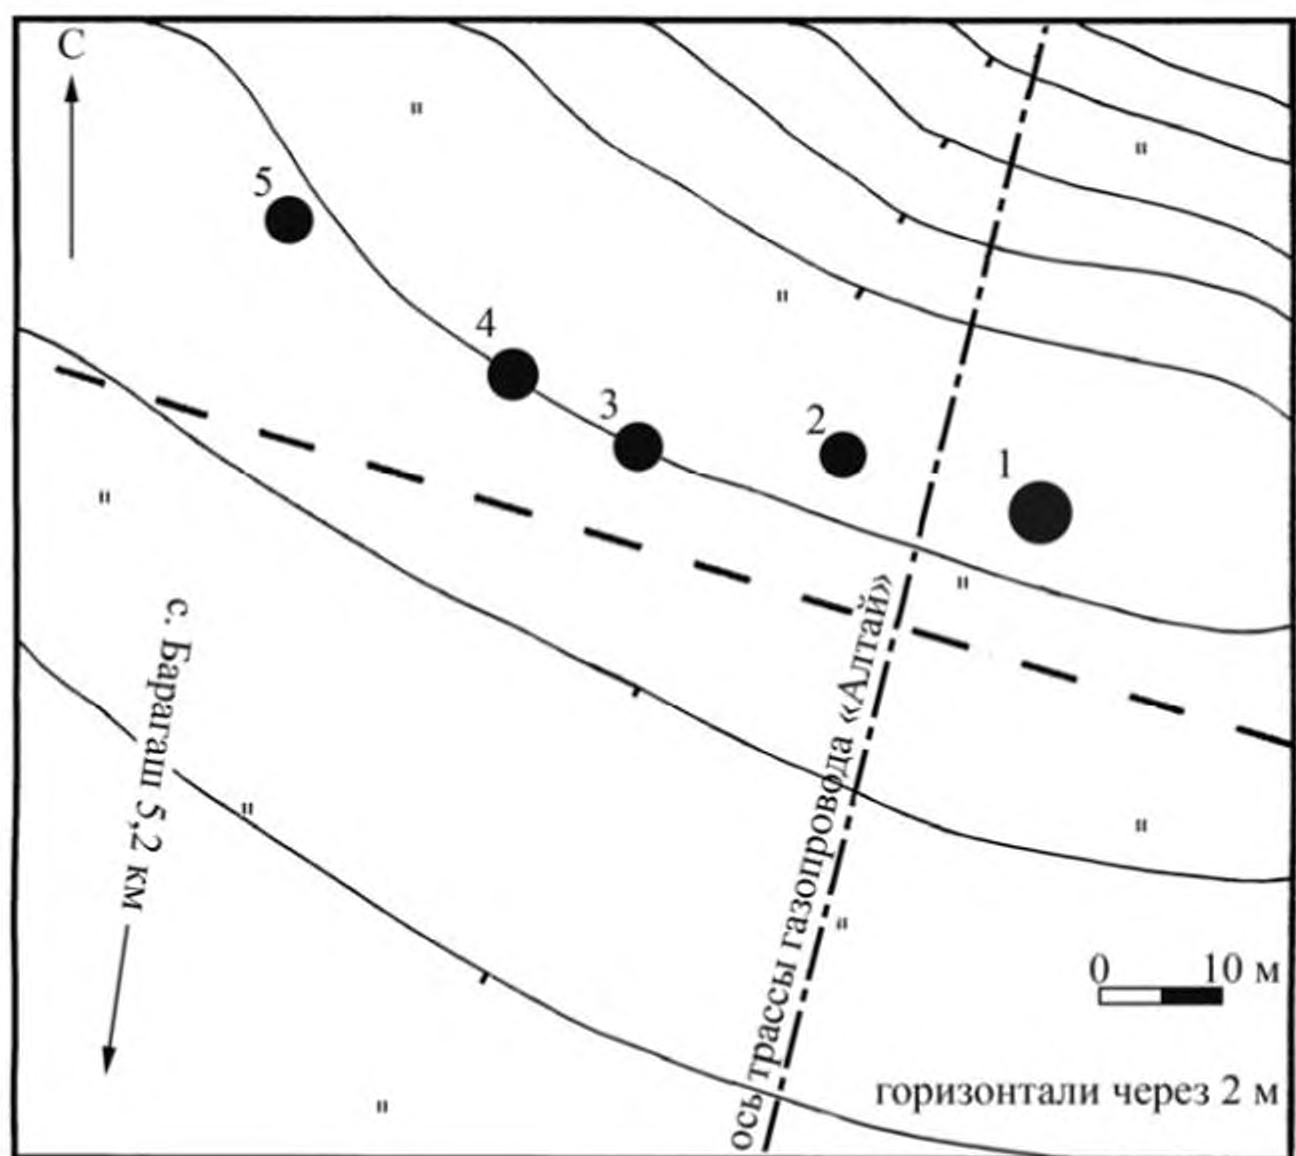 С
5
4
3
2
1
с. Барагаш 5,2 км
ось трассы газопровода «Алтай»
0 10 м
горизонтали через 2 м